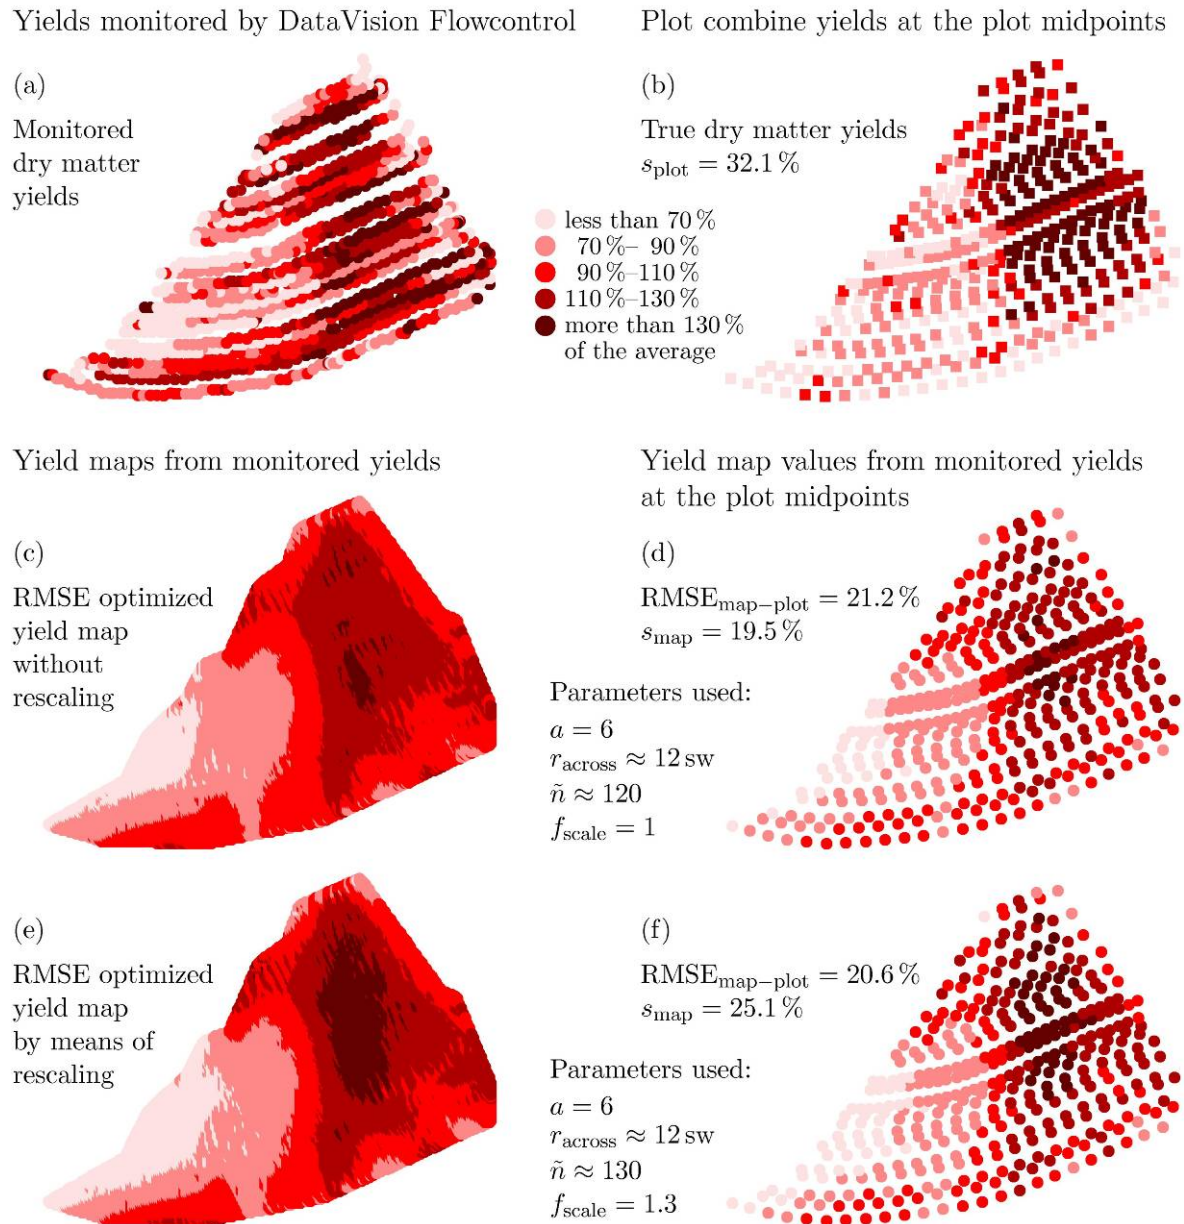 Yields monitored by DataVision Flowcontrol
Plot combine yields at the plot midpoints
(a)
Monitored
dry matter
yields
(b)
True dry matter yields
s_plot = 32.1 %
less than 70 %
70 %– 90 %
90 %–110 %
110 %–130 %
more than 130 %
of the average
Yield maps from monitored yields
Yield map values from monitored yields
at the plot midpoints
(c)
RMSE optimized
yield map
without
rescaling
(d)
RMSE_map−plot = 21.2 %
s_map = 19.5 %
Parameters used:
a = 6
r_across ≈ 12 sw
ñ ≈ 120
f_scale = 1
(e)
RMSE optimized
yield map
by means of
rescaling
(f)
RMSE_map−plot = 20.6 %
s_map = 25.1 %
Parameters used:
a = 6
r_across ≈ 12 sw
ñ ≈ 130
f_scale = 1.3